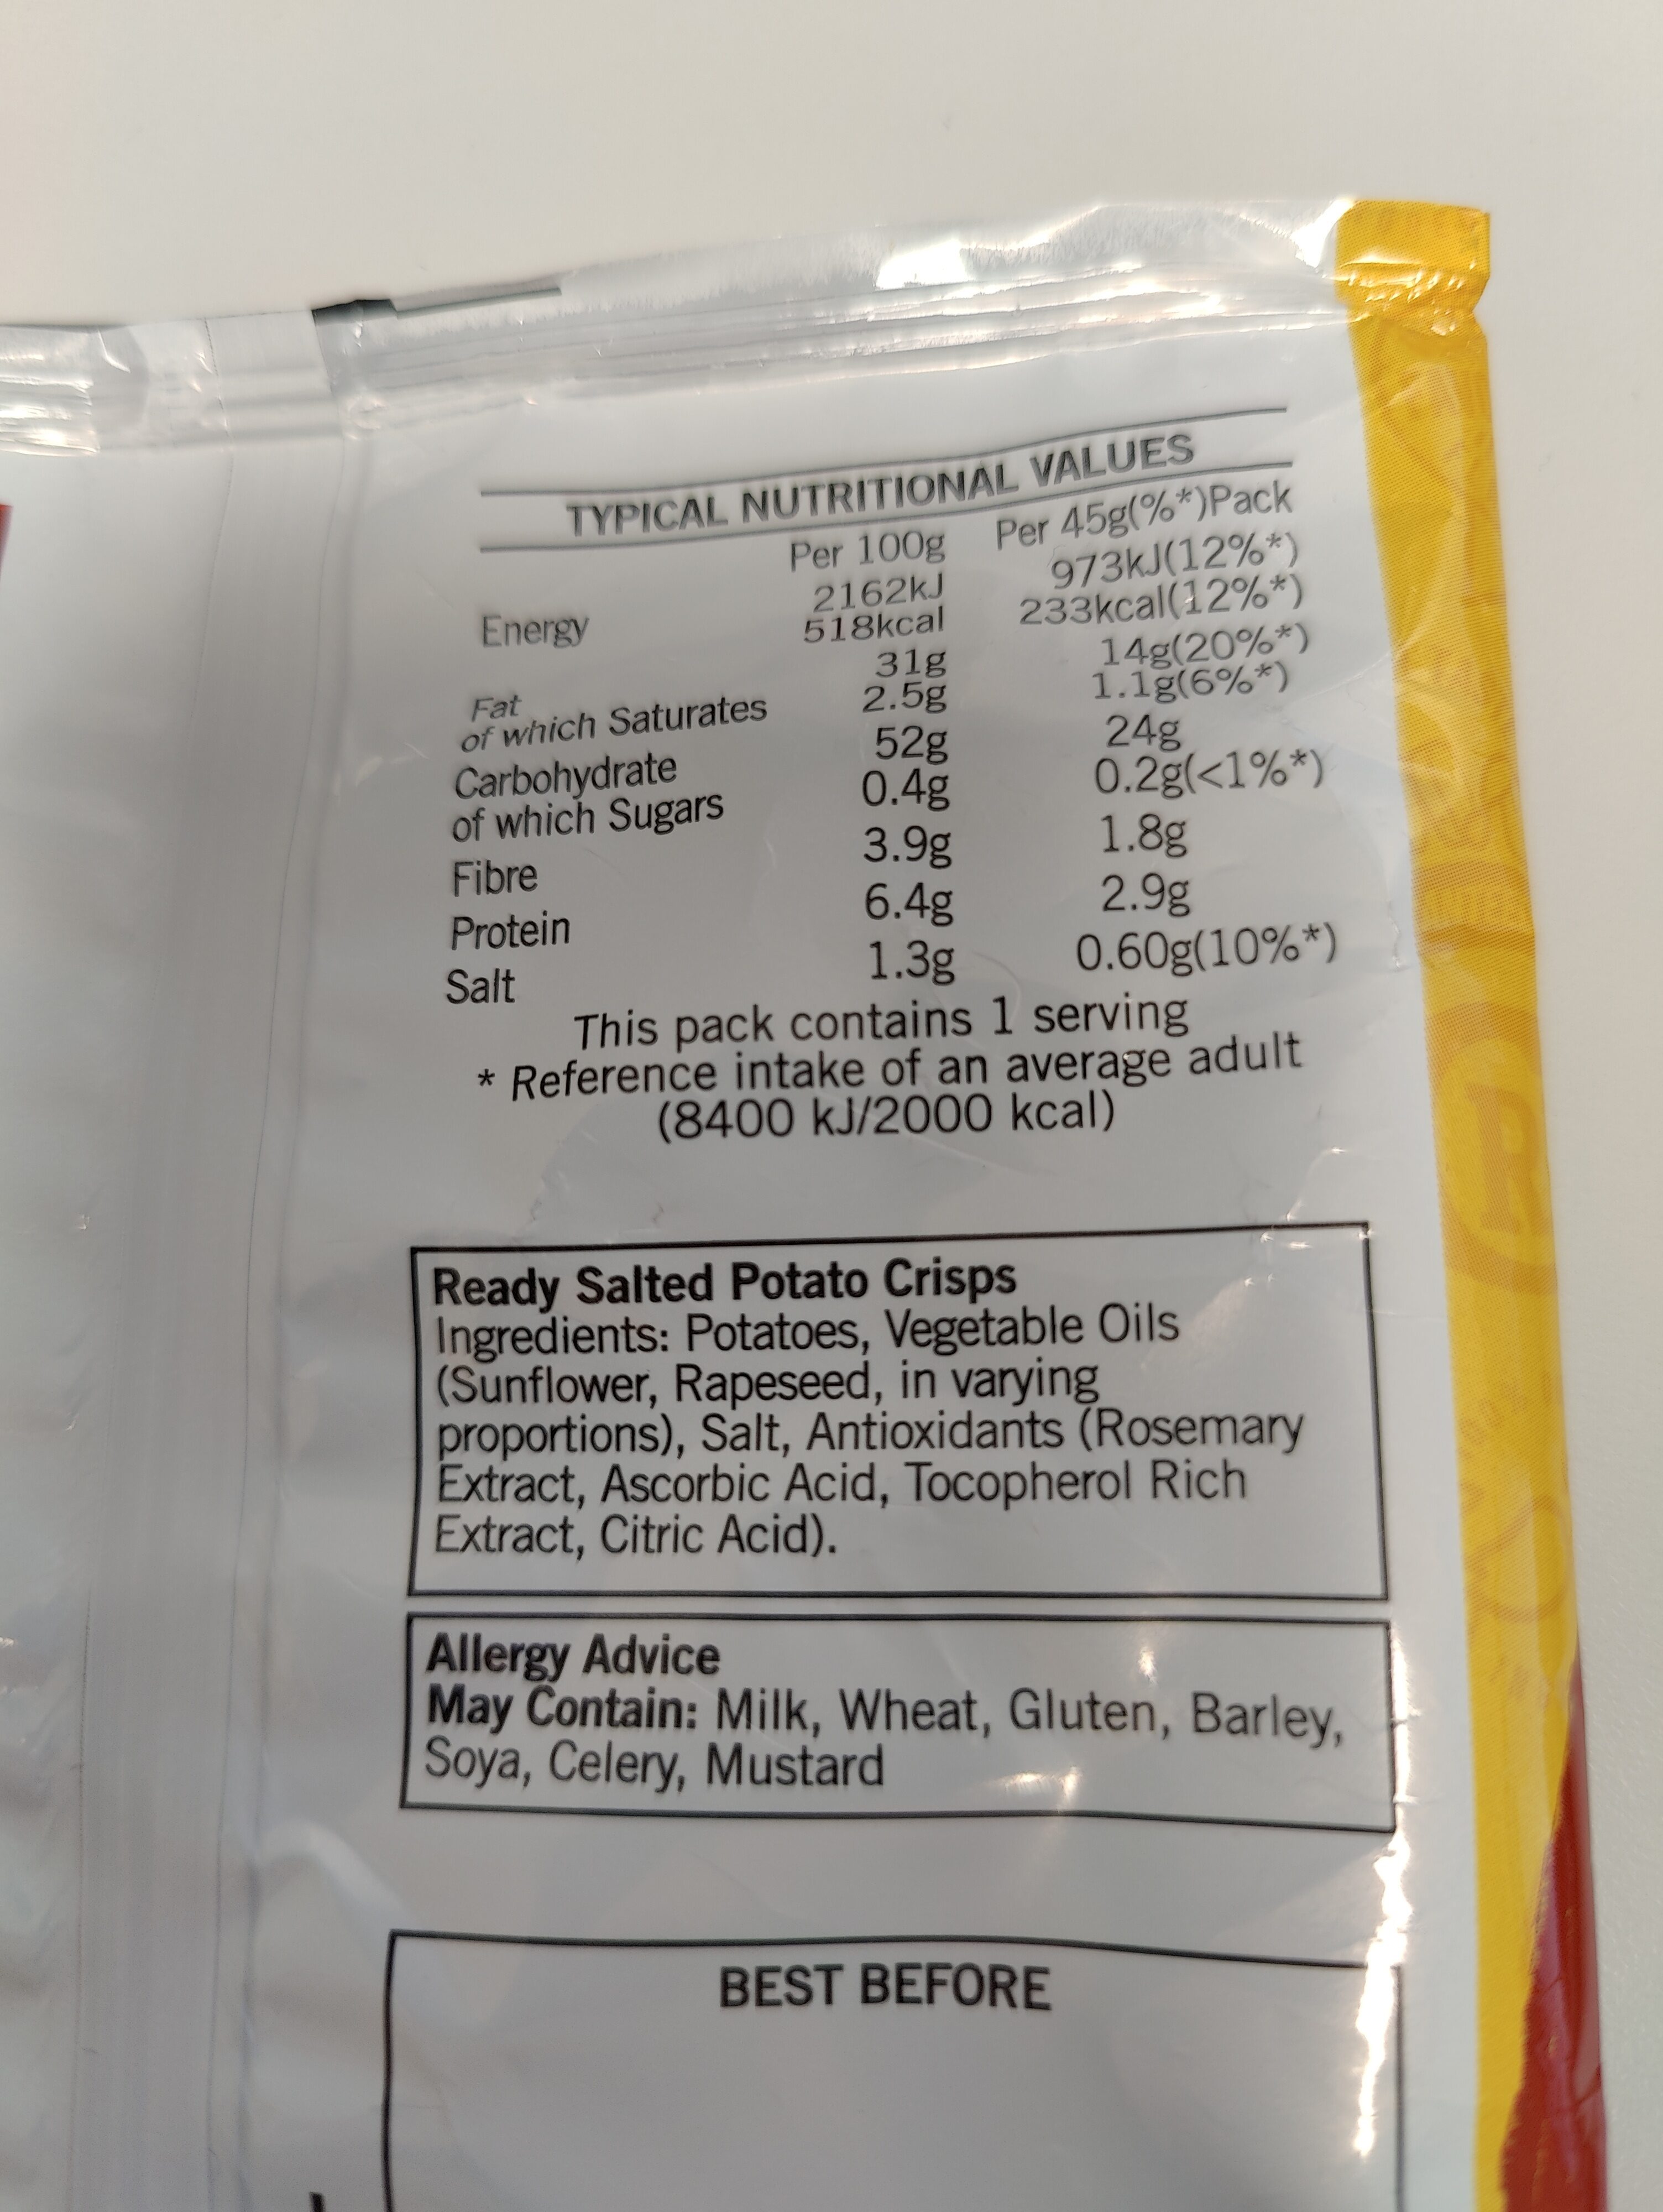 TYPICAL NUTRITIONAL VALUES
Per 100g Per 45g(%*)Pack
Energy 2162kJ 973kJ(12%*)
518kcal 233kcal(12%*)
Fat 31g 14g(20%*)
of which Saturates 2.5g 1.1g(6%*)
Carbohydrate 52g 24g
of which Sugars 0.4g 0.2g(<1%*)
Fibre 3.9g 1.8g
Protein 6.4g 2.9g
Salt 1.3g 0.60g(10%*)
This pack contains 1 serving
* Reference intake of an average adult
(8400 kJ/2000 kcal)
Ready Salted Potato Crisps
Ingredients: Potatoes, Vegetable Oils
(Sunflower, Rapeseed, in varying
proportions), Salt, Antioxidants (Rosemary
Extract, Ascorbic Acid, Tocopherol Rich
Extract, Citric Acid).
Allergy Advice
May Contain: Milk, Wheat, Gluten, Barley,
Soya, Celery, Mustard
BEST BEFORE